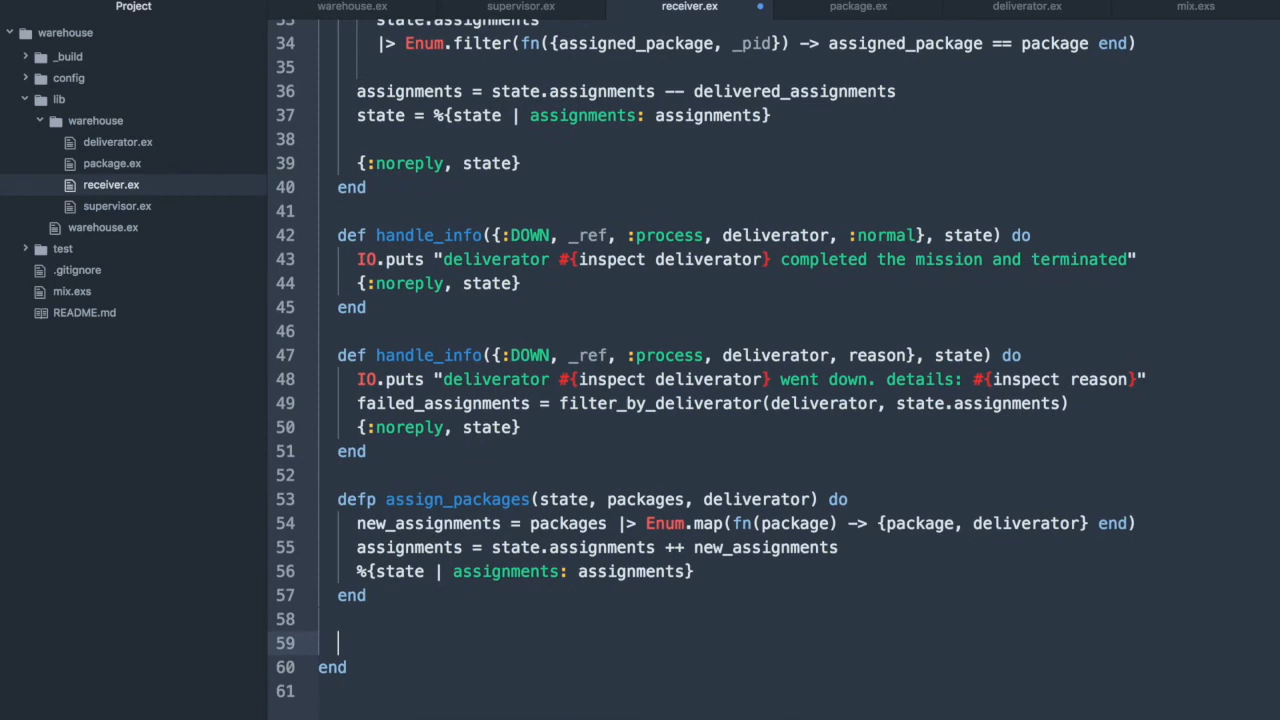 Project
warehouse.ex
supervisor.ex
receiver.ex
package.ex
deliverator.ex
mix.exs
warehouse
_build
config
lib
warehouse
deliverator.ex
package.ex
receiver.ex
supervisor.ex
warehouse.ex
test
.gitignore
mix.exs
README.md
33 state.assignments
34 |> Enum.filter(fn({assigned_package, _pid}) -> assigned_package == package end)
35
36 assignments = state.assignments -- delivered_assignments
37 state = %{state | assignments: assignments}
38
39 {:noreply, state}
40 end
41
42 def handle_info({:DOWN, _ref, :process, deliverator, :normal}, state) do
43 IO.puts "deliverator #{inspect deliverator} completed the mission and terminated"
44 {:noreply, state}
45 end
46
47 def handle_info({:DOWN, _ref, :process, deliverator, reason}, state) do
48 IO.puts "deliverator #{inspect deliverator} went down. details: #{inspect reason}"
49 failed_assignments = filter_by_deliverator(deliverator, state.assignments)
50 {:noreply, state}
51 end
52
53 defp assign_packages(state, packages, deliverator) do
54 new_assignments = packages |> Enum.map(fn(package) -> {package, deliverator} end)
55 assignments = state.assignments ++ new_assignments
56 %{state | assignments: assignments}
57 end
58
59
60 end
61